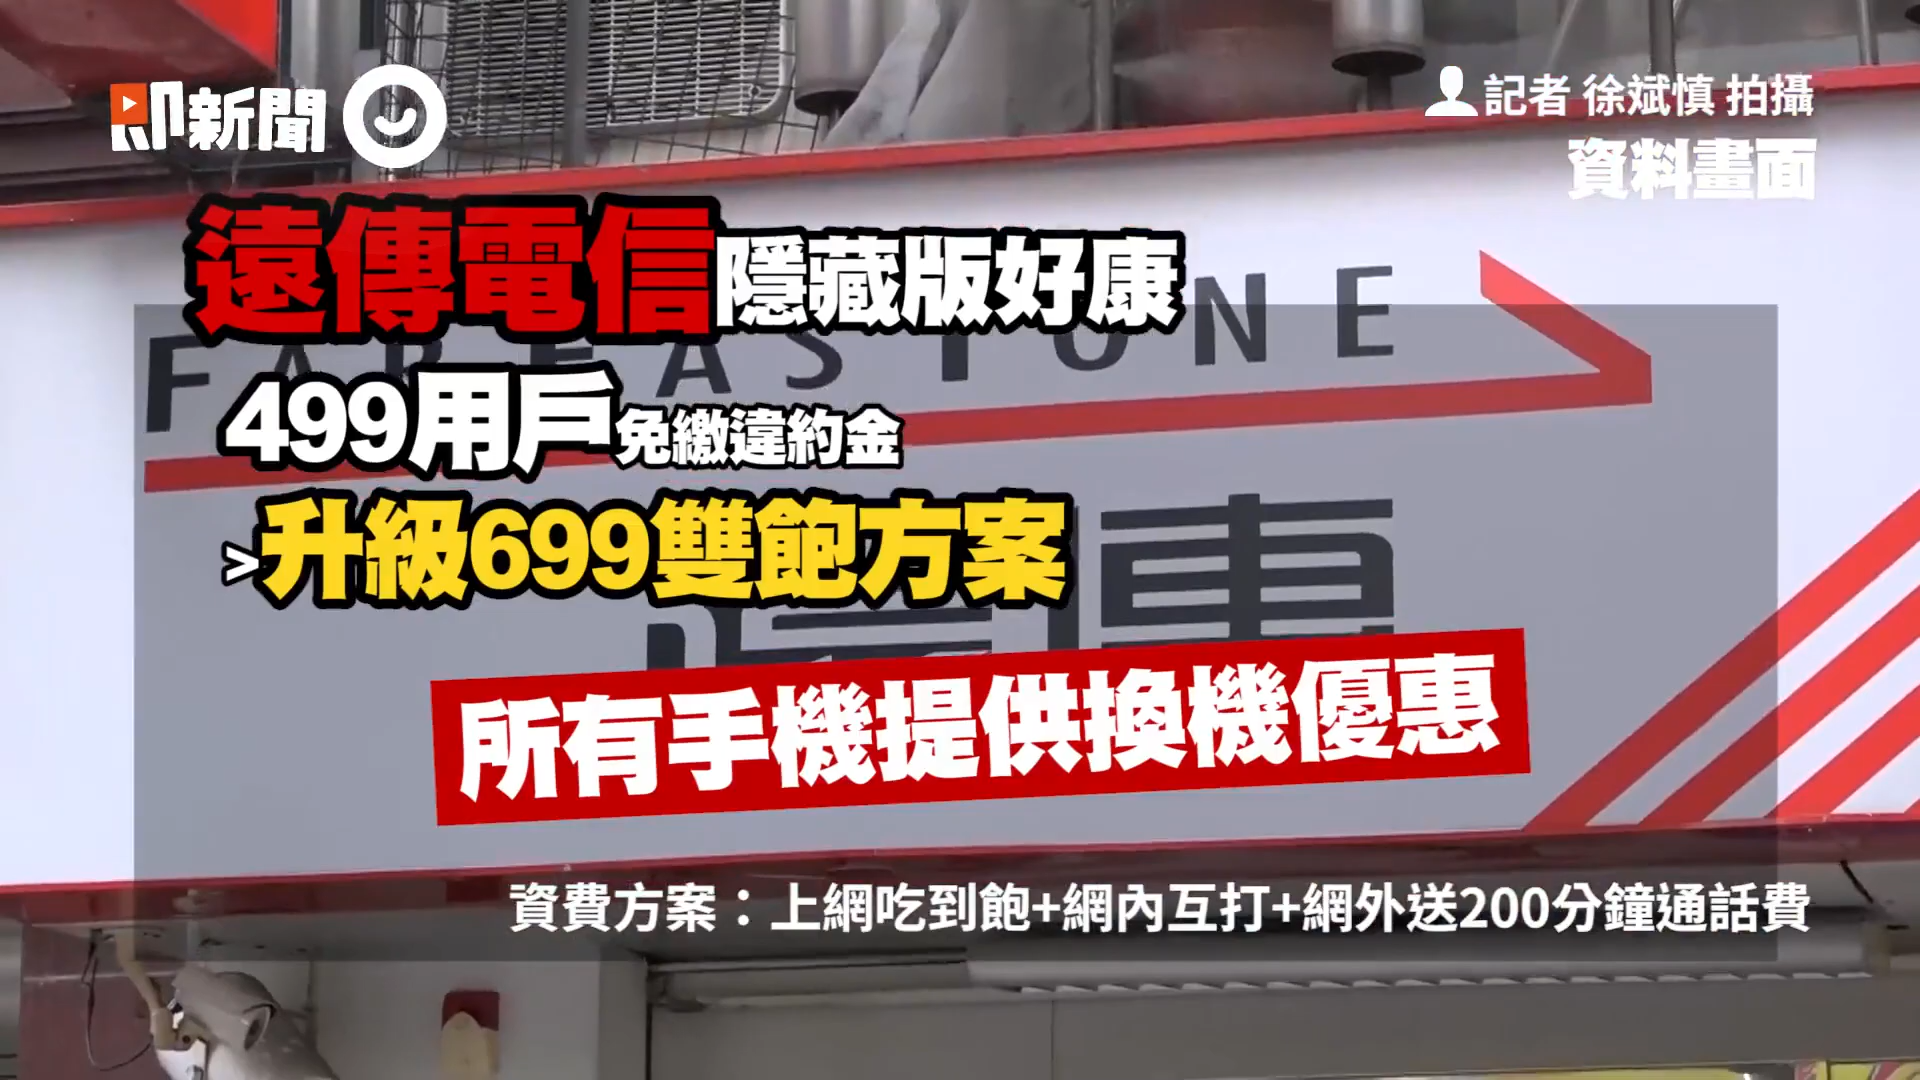 即新聞
記者 徐斌慎 拍攝
資料畫面
遠傳電信隱藏版好康
FAREASTONE
499用戶免繳違約金
>升級690雙飽方案
遠傳
所有手機提供換機優惠
資費方案：上網吃到飽+網內互打+網外送200分鐘通話費